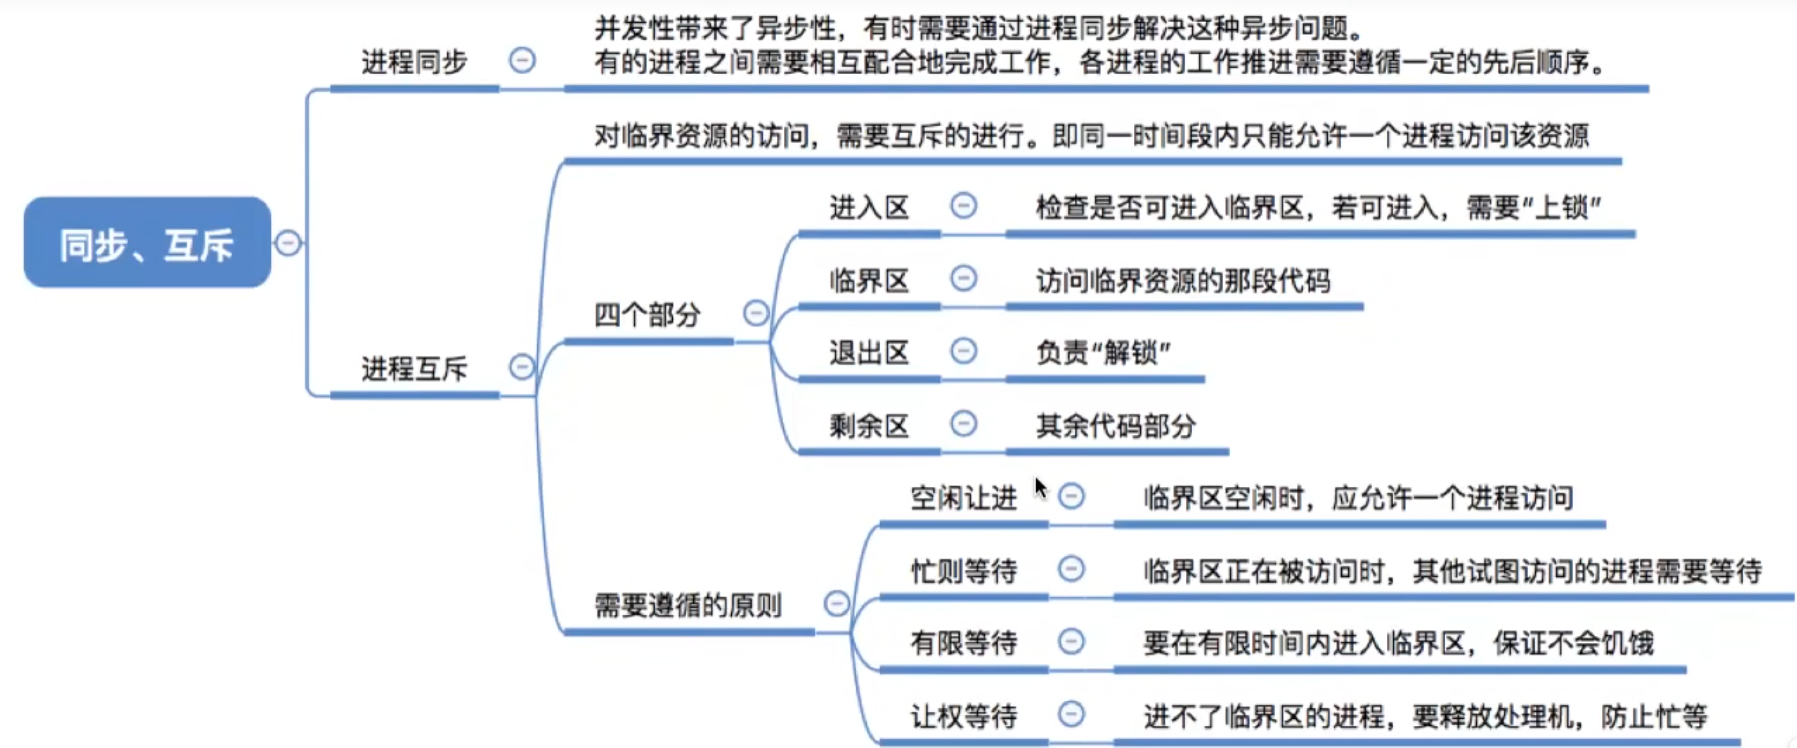 并发性带来了异步性，有时需要通过进程同步解决这种异步问题。
进程同步
有的进程之间需要相互配合地完成工作，各进程的工作推进需要遵循一定的先后顺序。
对临界资源的访问，需要互斥的进行。即同一时间段内只能允许一个进程访问该资源
同步、互斥
进程互斥
四个部分
进入区
检查是否可进入临界区，若可进入，需要“上锁”
临界区
访问临界资源的那段代码
退出区
负责“解锁”
剩余区
其余代码部分
需要遵循的原则
空闲让进
临界区空闲时，应允许一个进程访问
忙则等待
临界区正在被访问时，其他试图访问的进程需要等待
有限等待
要在有限时间内进入临界区，保证不会饥饿
让权等待
进不了临界区的进程，要释放处理机，防止忙等